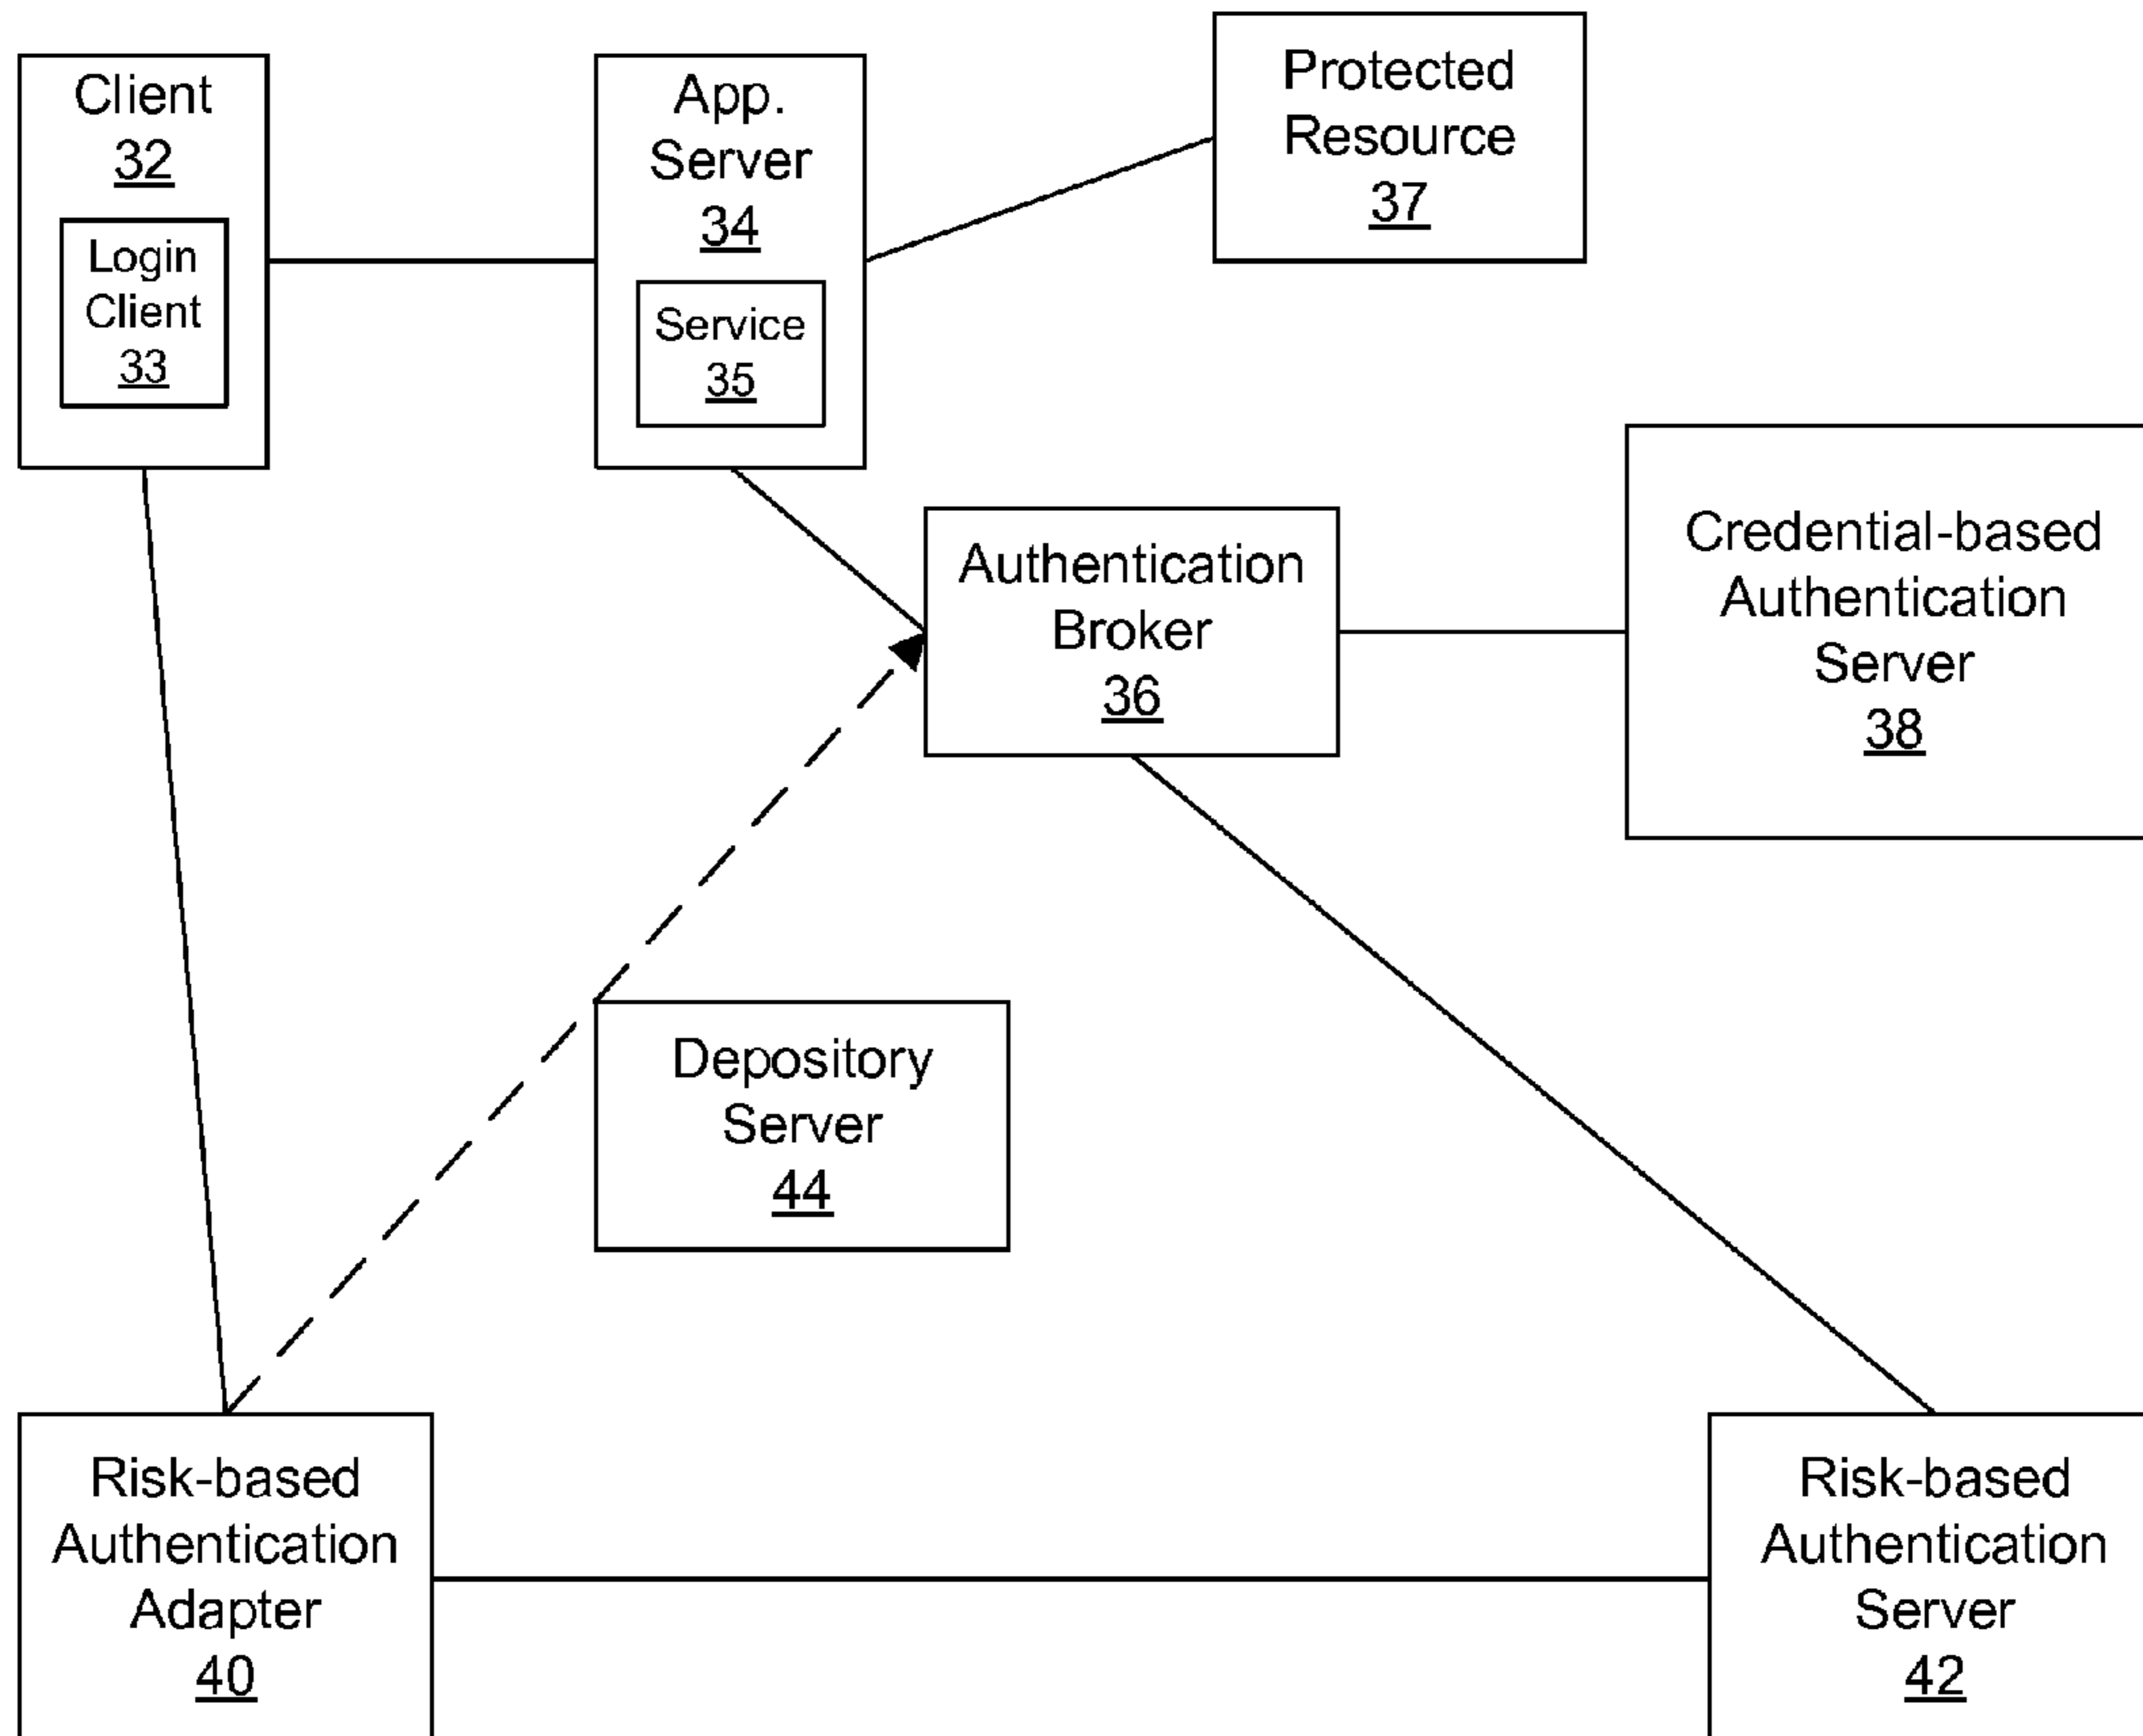 Client
32
Login
Client
33
App.
Server
34
Service
35
Protected
Resource
37
Authentication
Broker
36
Credential-based
Authentication
Server
38
Depository
Server
44
Risk-based
Authentication
Adapter
40
Risk-based
Authentication
Server
42